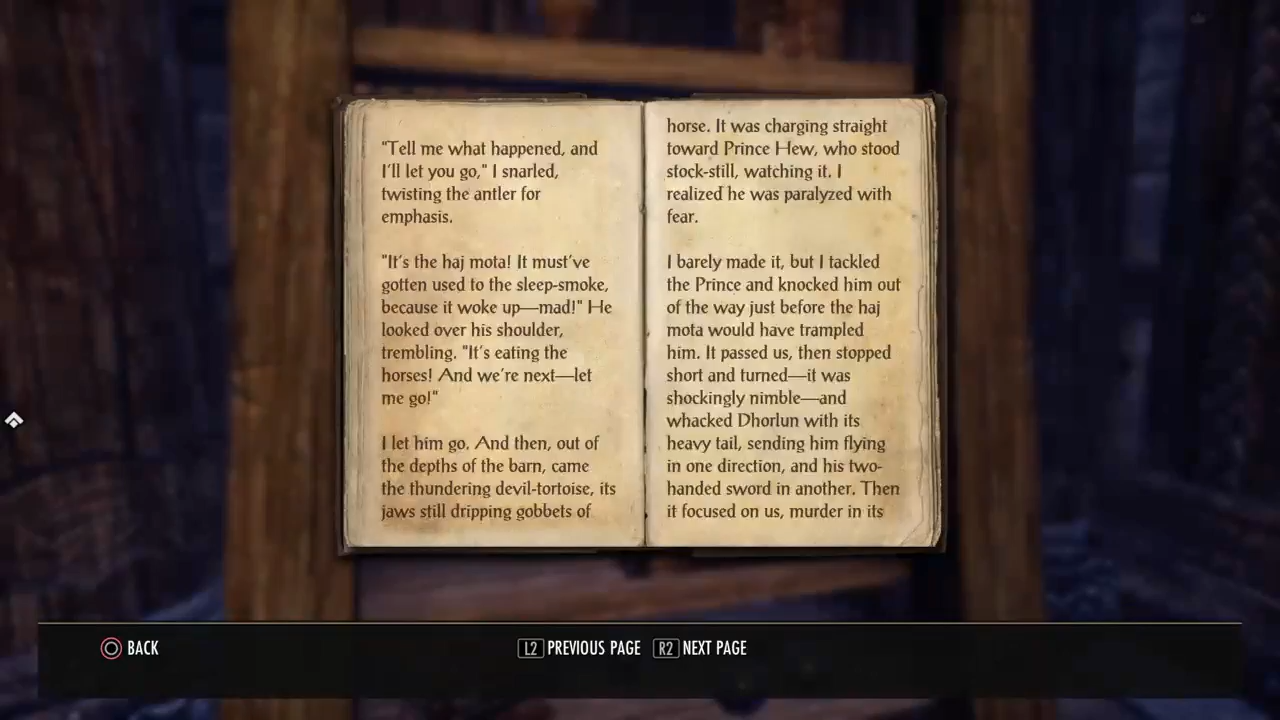 "Tell me what happened, and
I'll let you go," I snarled,
twisting the antler for
emphasis.
"It's the haj mota! It must've
gotten used to the sleep-smoke,
because it woke up—mad!" He
looked over his shoulder,
trembling. "It's eating the
horses! And we're next—let
me go!"
I let him go. And then, out of
the depths of the barn, came
the thundering devil-tortoise, its
jaws still dripping gobbets of
horse. It was charging straight
toward Prince Hew, who stood
stock-still, watching it. I
realized he was paralyzed with
fear.
I barely made it, but I tackled
the Prince and knocked him out
of the way just before the haj
mota would have trampled
him. It passed us, then stopped
short and turned—it was
shockingly nimble—and
whacked Dhorlun with its
heavy tail, sending him flying
in one direction, and his two-
handed sword in another. Then
it focused on us, murder in its
BACK
L2 PREVIOUS PAGE R2 NEXT PAGE